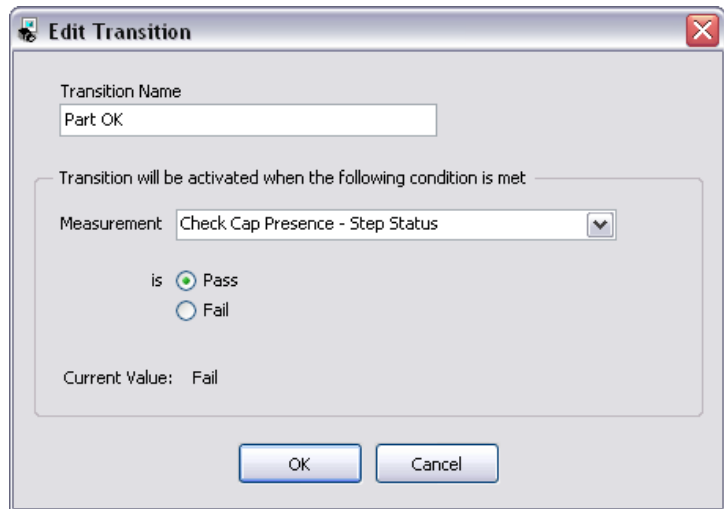 Edit Transition
Transition Name
Part OK
Transition will be activated when the following condition is met
Measurement Check Cap Presence - Step Status
is Pass
Fail
Current Value: Fail
OK Cancel